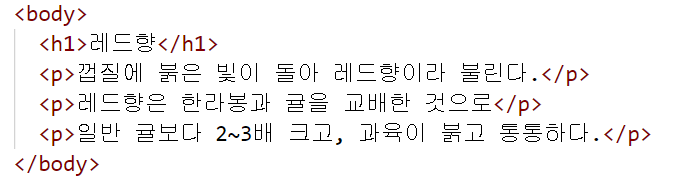 <body>
<h1>레드향</h1>
<p>껍질에 붉은 빛이 돌아 레드향이라 불린다.</p>
<p>레드향은 한라봉과 귤을 교배한 것으로</p>
<p>일반 귤보다 2~3배 크고, 과육이 붉고 통통하다.</p>
</body>